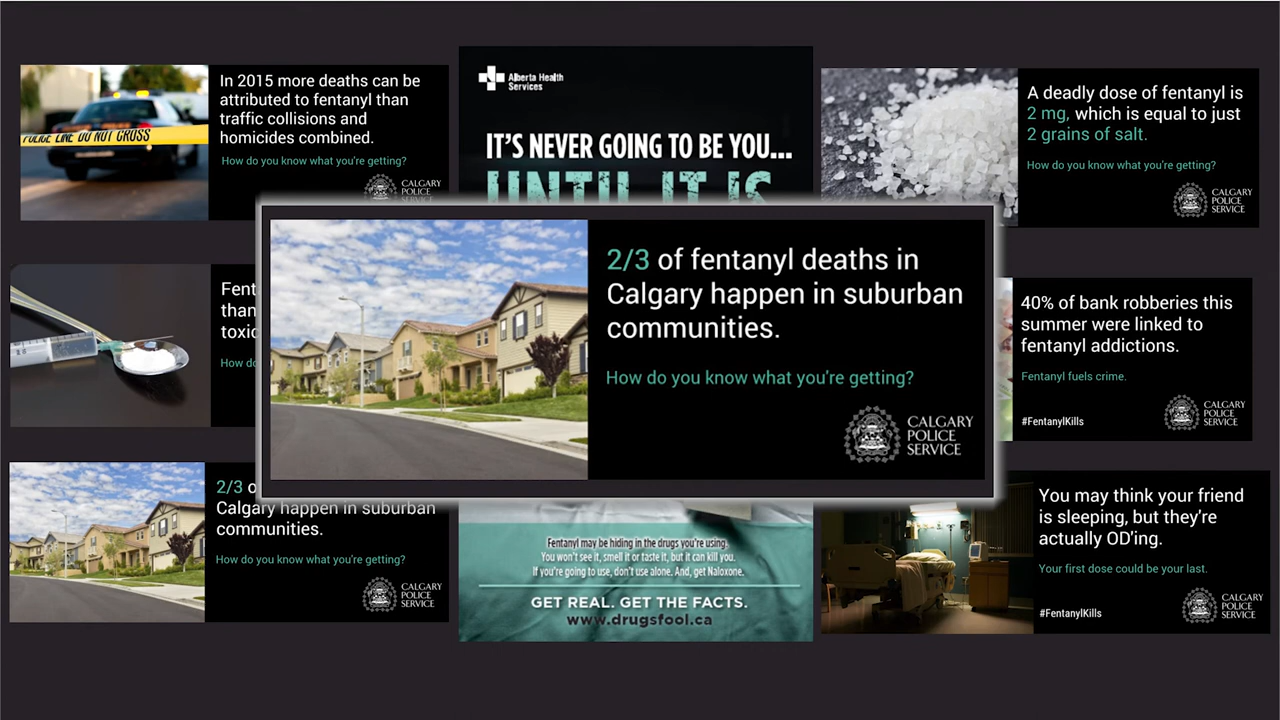 In 2015 more deaths can be
attributed to fentanyl than
traffic collisions and
homicides combined.
How do you know what you're getting?
CALGARY
POLICE
SERVICE
POLICE LINE DO NOT CROSS
Alberta Health
Services
IT'S NEVER GOING TO BE YOU...
UNTIL IT IS
A deadly dose of fentanyl is
2 mg, which is equal to just
2 grains of salt.
How do you know what you're getting?
CALGARY
POLICE
SERVICE
2/3 of fentanyl deaths in
Calgary happen in suburban
communities.
How do you know what you're getting?
CALGARY
POLICE
SERVICE
Fent
than
toxic
How do
40% of bank robberies this
summer were linked to
fentanyl addictions.
Fentanyl fuels crime.
#FentanylKills
CALGARY
POLICE
SERVICE
2/3 o
Calgary happen in suburban
communities.
How do you know what you're getting?
CALGARY
POLICE
SERVICE
Fentanyl may be hiding in the drugs you're using.
You won't see it, smell it or taste it, but it can kill you.
If you're going to use, don't use alone. And, get Naloxone.
GET REAL. GET THE FACTS.
www.drugsfool.ca
You may think your friend
is sleeping, but they're
actually OD'ing.
Your first dose could be your last.
#FentanylKills
CALGARY
POLICE
SERVICE